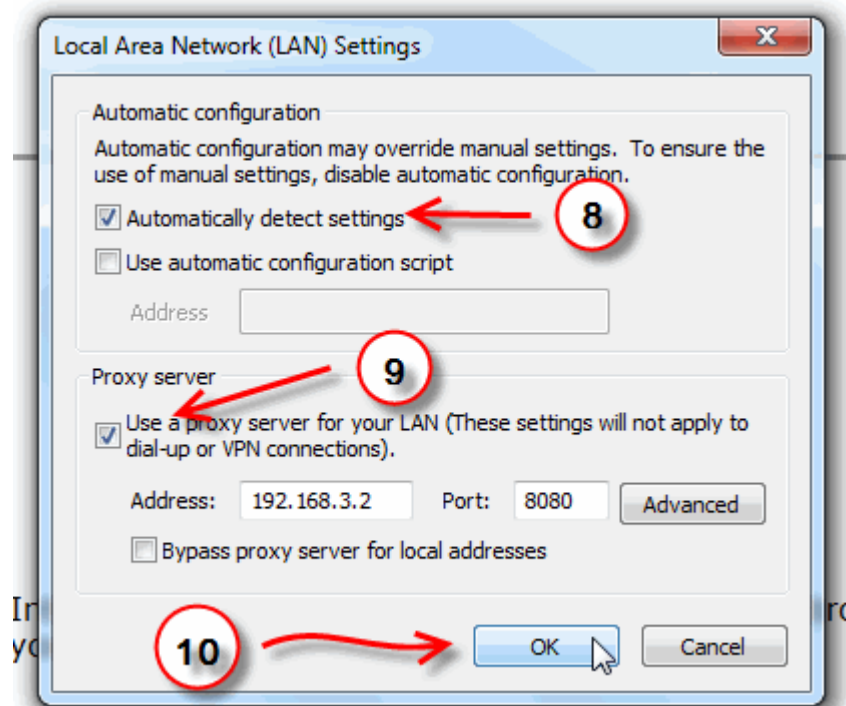 Local Area Network (LAN) Settings
Automatic configuration
Automatic configuration may override manual settings. To ensure the
use of manual settings, disable automatic configuration.
Automatically detect settings
8
Use automatic configuration script
Address
9
Proxy server
Use a proxy server for your LAN (These settings will not apply to
dial-up or VPN connections).
Address: 192.168.3.2 Port: 8080 Advanced
Bypass proxy server for local addresses
10
OK Cancel